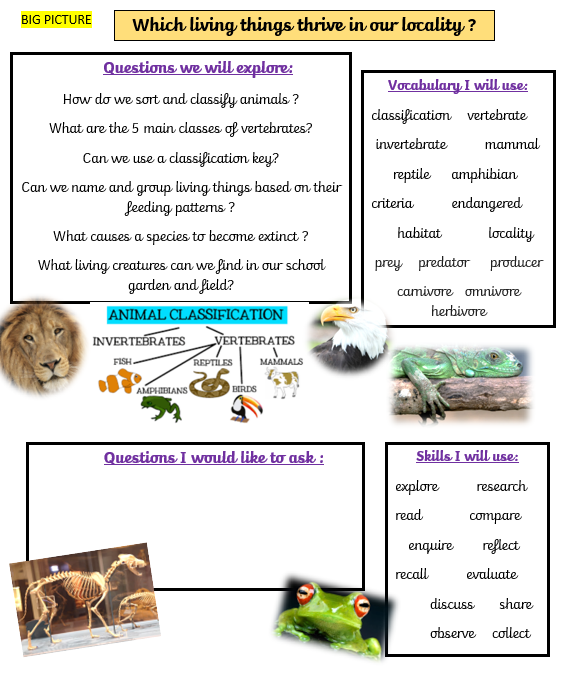 BIG PICTURE
Which living things thrive in our locality ?
Questions we will explore:
How do we sort and classify animals ?
What are the 5 main classes of vertebrates?
Can we use a classification key?
Can we name and group living things based on their
feeding patterns ?
What causes a species to become extinct ?
What living creatures can we find in our school
garden and field?
Vocabulary I will use:
classification vertebrate
invertebrate mammal
reptile amphibian
criteria endangered
habitat locality
prey predator producer
carnivore omnivore
herbivore
ANIMAL CLASSIFICATION
INVERTEBRATES VERTEBRATES
FISH REPTILES MAMMALS
AMPHIBIANS BIRDS
Questions I would like to ask :
Skills I will use:
explore research
read compare
enquire reflect
recall evaluate
discuss share
observe collect